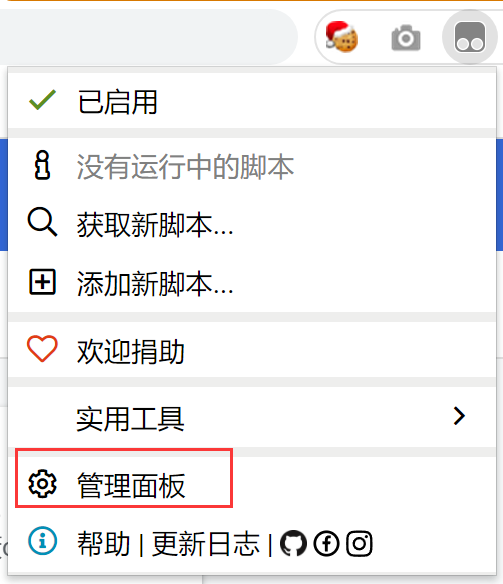 已启用
没有运行中的脚本
获取新脚本...
添加新脚本...
欢迎捐助
实用工具
管理面板
帮助 | 更新日志 |